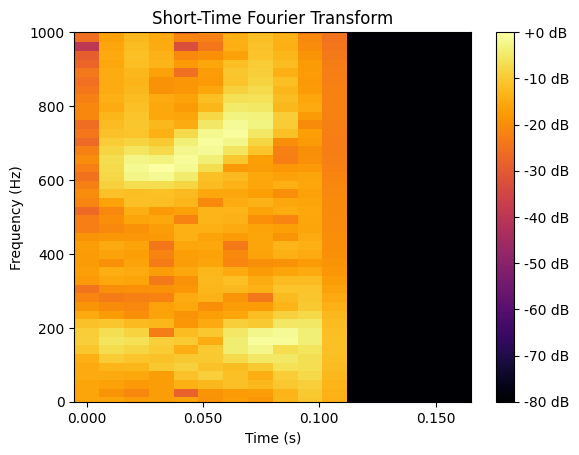 Short-Time Fourier Transform
Frequency (Hz)
1000
800
600
400
200
0
0.000
0.050
0.100
0.150
Time (s)
+0 dB
-10 dB
-20 dB
-30 dB
-40 dB
-50 dB
-60 dB
-70 dB
-80 dB